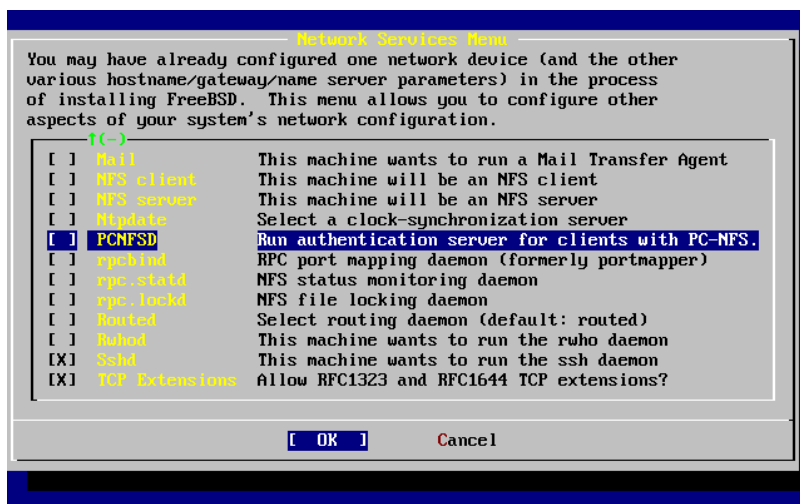 Network Services Menu
You may have already configured one network device (and the other
various hostname/gateway/name server parameters) in the process
of installing FreeBSD.  This menu allows you to configure other
aspects of your system's network configuration.
↑(-)
[ ] Mail This machine wants to run a Mail Transfer Agent
[ ] NFS client This machine will be an NFS client
[ ] NFS server This machine will be an NFS server
[ ] Ntpdate Select a clock-synchronization server
[ ] PCNFSD Run authentication server for clients with PC-NFS.
[ ] rpcbind RPC port mapping daemon (formerly portmapper)
[ ] rpc.statd NFS status monitoring daemon
[ ] rpc.lockd NFS file locking daemon
[ ] Routed Select routing daemon (default: routed)
[ ] Rwhod This machine wants to run the rwho daemon
[X] Sshd This machine wants to run the ssh daemon
[X] TCP Extensions Allow RFC1323 and RFC1644 TCP extensions?
[ OK ] Cancel